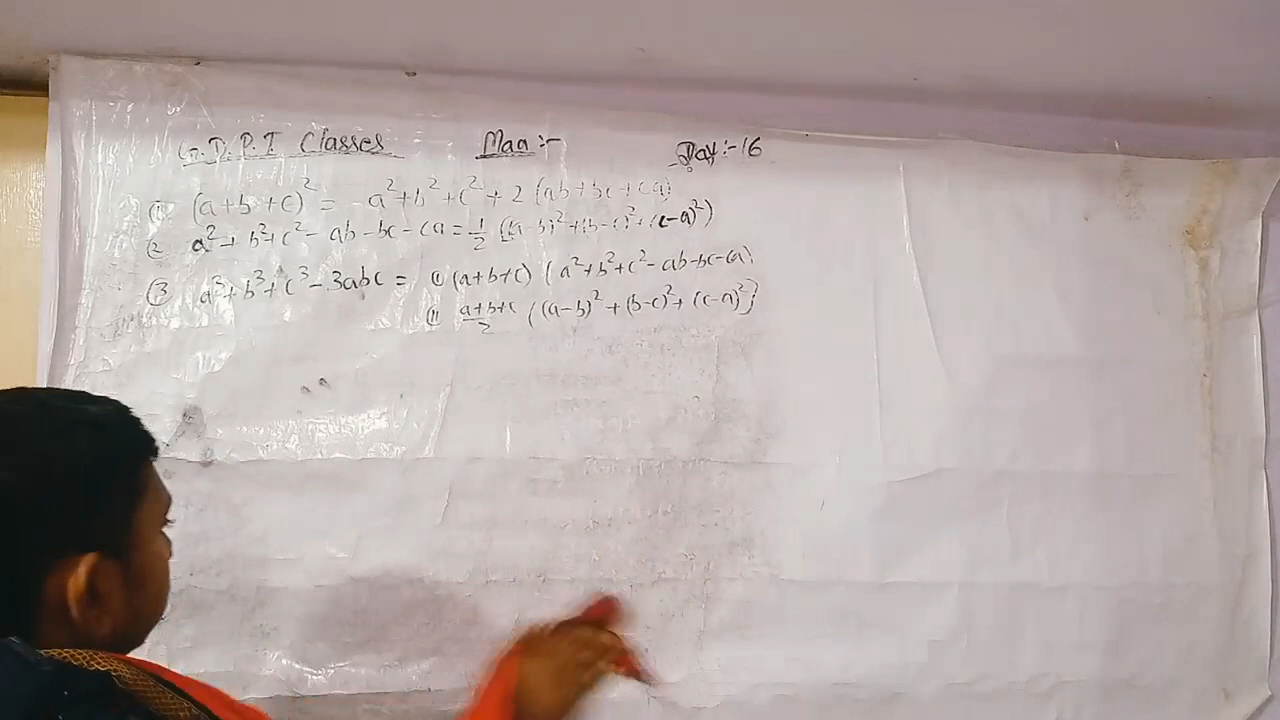 G.D.P.I Classes Maa :- Day :- 16
① (a+b+c)² = a²+b²+c²+2(ab+bc+ca)
② a²+b²+c²-ab-bc-ca = 1/2 ((a-b)²+(b-c)²+(c-a)²)
③ a³+b³+c³-3abc = ① (a+b+c) (a²+b²+c²-ab-bc-ca)
② a+b+c/2 ((a-b)²+(b-c)²+(c-a)²}